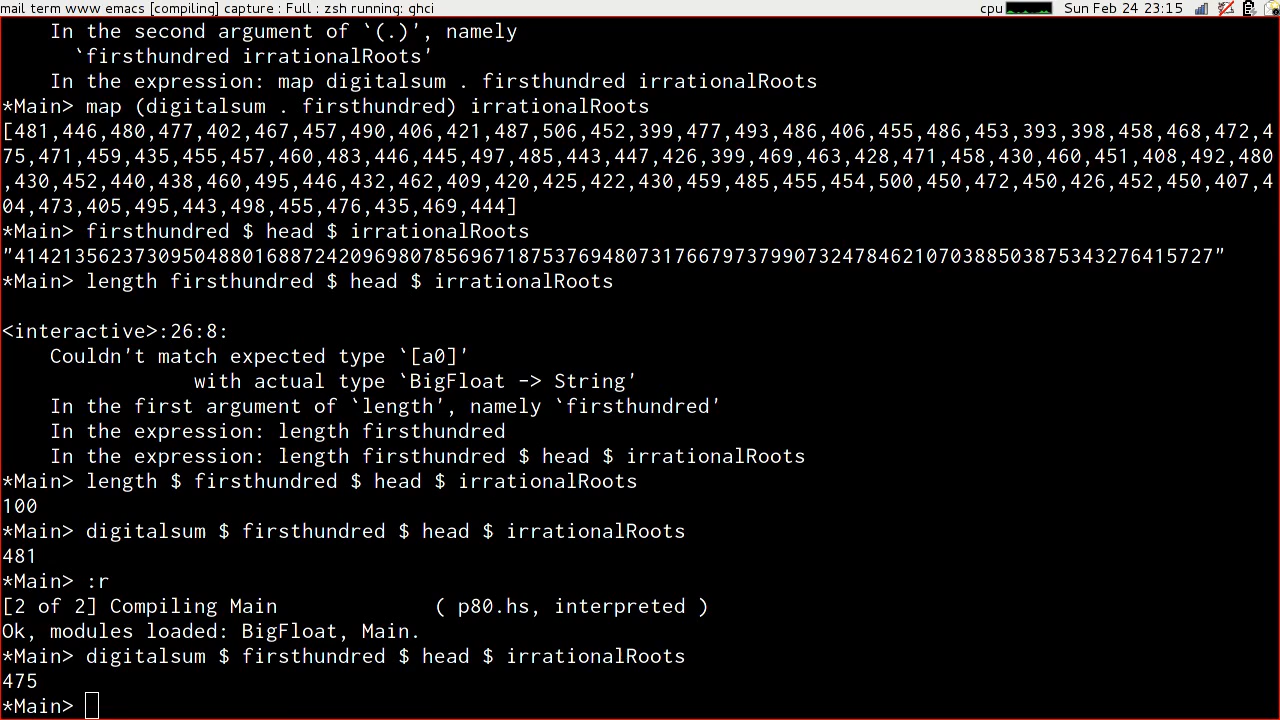 mail term www emacs [compiling] capture : Full : zsh running: ghci cpu Sun Feb 24 23:15
    In the second argument of `(.)', namely
      `firsthundred irrationalRoots'
    In the expression: map digitalsum . firsthundred irrationalRoots
*Main> map (digitalsum . firsthundred) irrationalRoots
[481,446,480,477,402,467,457,490,406,421,487,506,452,399,477,493,486,406,455,486,453,393,398,458,468,472,4
75,471,459,435,455,457,460,483,446,445,497,485,443,447,426,399,469,463,428,471,458,430,460,451,408,492,480
,430,452,440,438,460,495,446,432,462,409,420,425,422,430,459,485,455,454,500,450,472,450,426,452,450,407,4
04,473,405,495,443,498,455,476,435,469,444]
*Main> firsthundred $ head $ irrationalRoots
"4142135623730950488016887242096980785696718753769480731766797379907324784621070388503875343276415727"
*Main> length firsthundred $ head $ irrationalRoots

<interactive>:26:8:
    Couldn't match expected type `[a0]'
                with actual type `BigFloat -> String'
    In the first argument of `length', namely `firsthundred'
    In the expression: length firsthundred
    In the expression: length firsthundred $ head $ irrationalRoots
*Main> length $ firsthundred $ head $ irrationalRoots
100
*Main> digitalsum $ firsthundred $ head $ irrationalRoots
481
*Main> :r
[2 of 2] Compiling Main             ( p80.hs, interpreted )
Ok, modules loaded: BigFloat, Main.
*Main> digitalsum $ firsthundred $ head $ irrationalRoots
475
*Main>